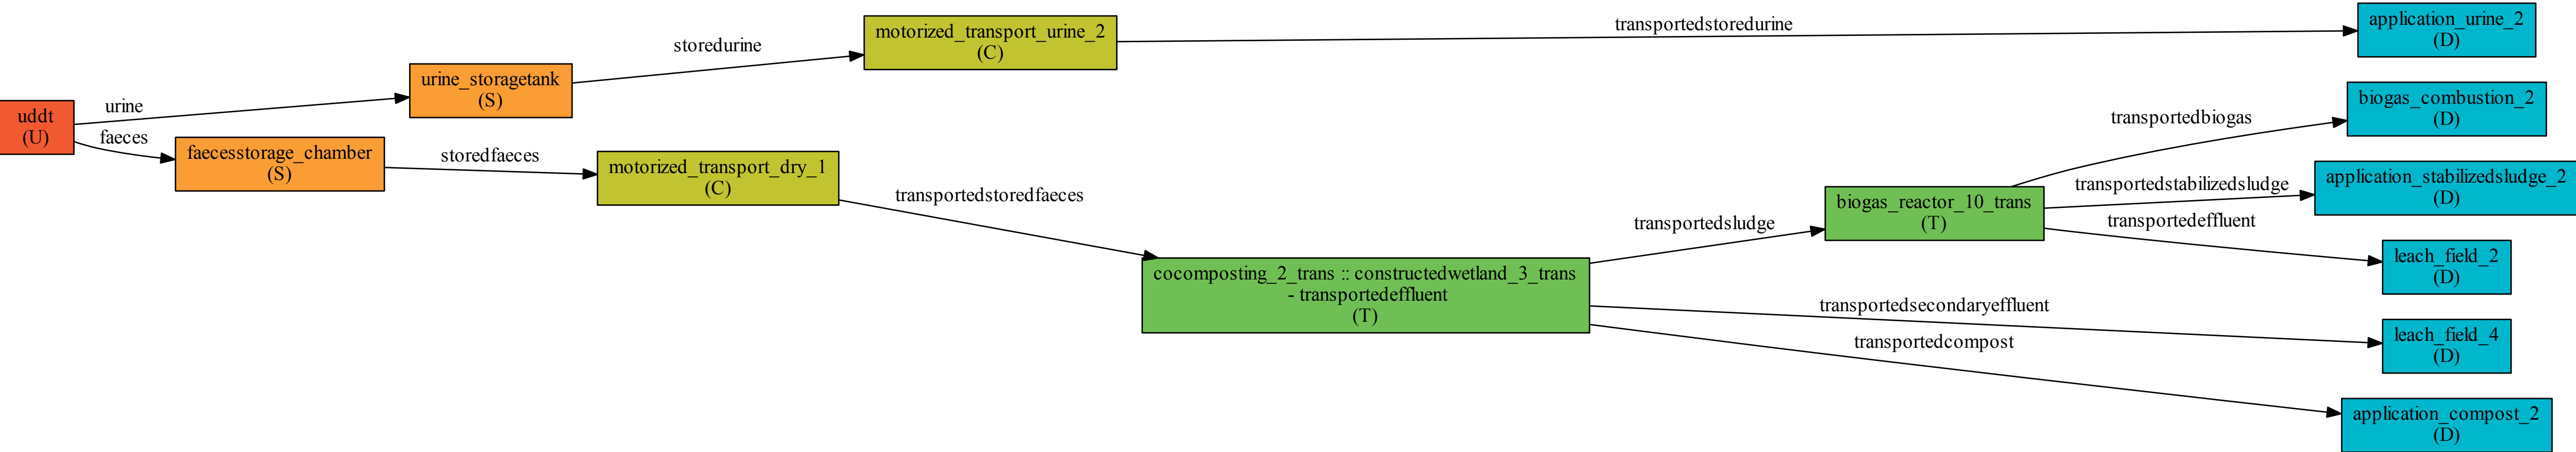 motorized_transport_urine_2
(C)
transportedstoredurine
application_urine_2
(D)
storedurine
urine_storagetank
(S)
urine
uddt
(U)
faeces
faecesstorage_chamber
(S)
storedfaeces
motorized_transport_dry_1
(C)
transportedstoredfaeces
cocomposting_2_trans :: constructedwetland_3_trans
- transportedeffluent
(T)
transportedsludge
biogas_reactor_10_trans
(T)
transportedbiogas
biogas_combustion_2
(D)
transportedstabilizedsludge
application_stabilizedsludge_2
(D)
transportedeffluent
leach_field_2
(D)
transportedsecondaryeffluent
leach_field_4
(D)
transportedcompost
application_compost_2
(D)